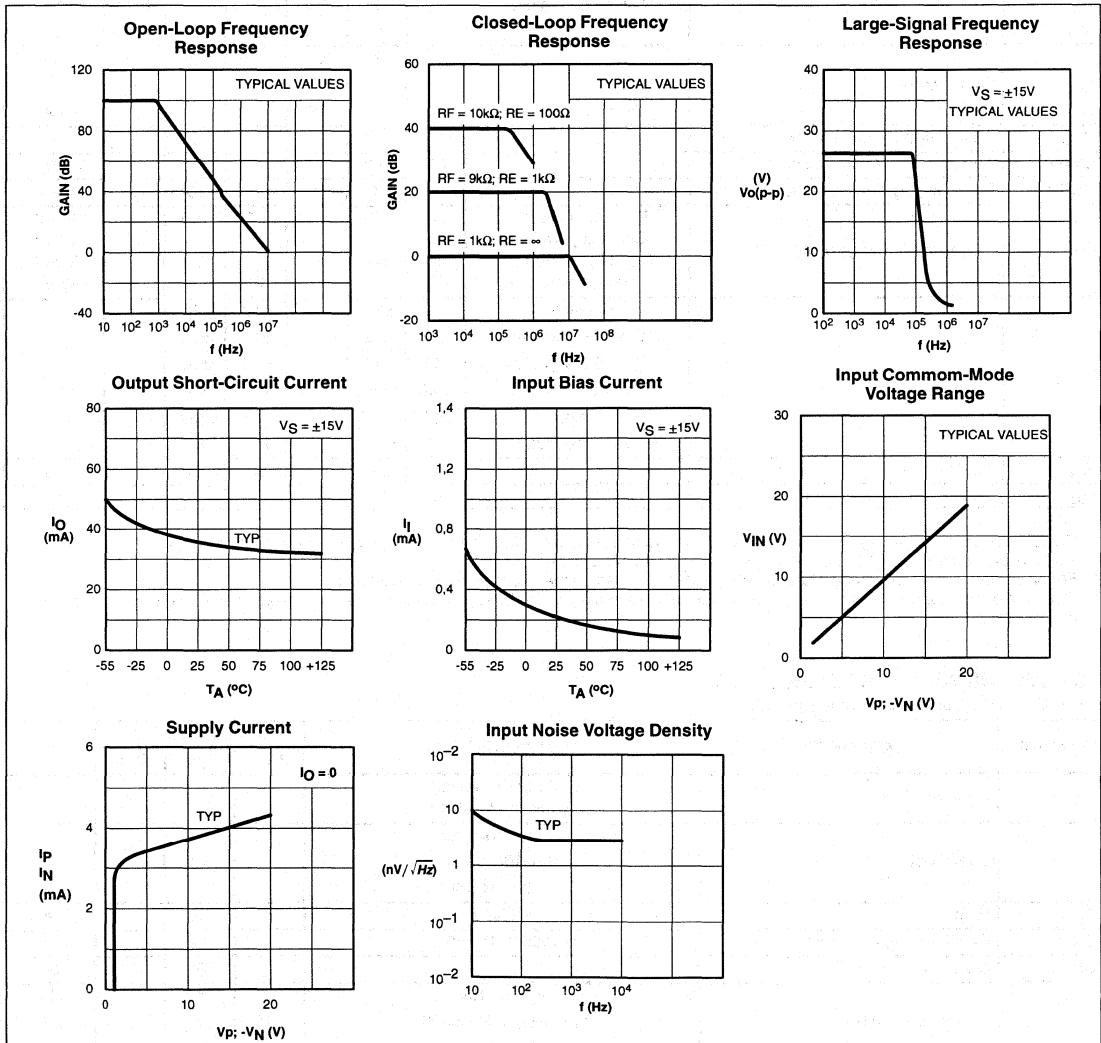 Open-Loop Frequency
Response
120
80
40
0
-40
GAIN (dB)
TYPICAL VALUES
10 10² 10³ 10⁴ 10⁵ 10⁶ 10⁷
f (Hz)
Closed-Loop Frequency
Response
60
40
20
0
-20
GAIN (dB)
TYPICAL VALUES
RF = 10kΩ; RE = 100Ω
RF = 9kΩ; RE = 1kΩ
RF = 1kΩ; RE = ∞
10³ 10⁴ 10⁵ 10⁶ 10⁷ 10⁸
f (Hz)
Large-Signal Frequency
Response
40
30
20
10
0
(V)
Vo(p-p)
VS = ±15V
TYPICAL VALUES
10² 10³ 10⁴ 10⁵ 10⁶ 10⁷
f (Hz)
Output Short-Circuit Current
80
60
40
20
0
IO
(mA)
VS = ±15V
TYP
-55 -25 0 25 50 75 100 +125
TA (°C)
Input Bias Current
1,4
1,2
0,8
0,4
0
II
(mA)
VS = ±15V
-55 -25 0 25 50 75 100 +125
TA (°C)
Input Commom-Mode
Voltage Range
30
20
10
0
VIN (V)
TYPICAL VALUES
0 10 20
Vp; -VN (V)
Supply Current
6
4
2
0
IP
IN
(mA)
IO = 0
TYP
0 10 20
Vp; -VN (V)
Input Noise Voltage Density
10⁻²
10
1
10⁻¹
10⁻²
(nV/√Hz)
TYP
10 10² 10³ 10⁴
f (Hz)